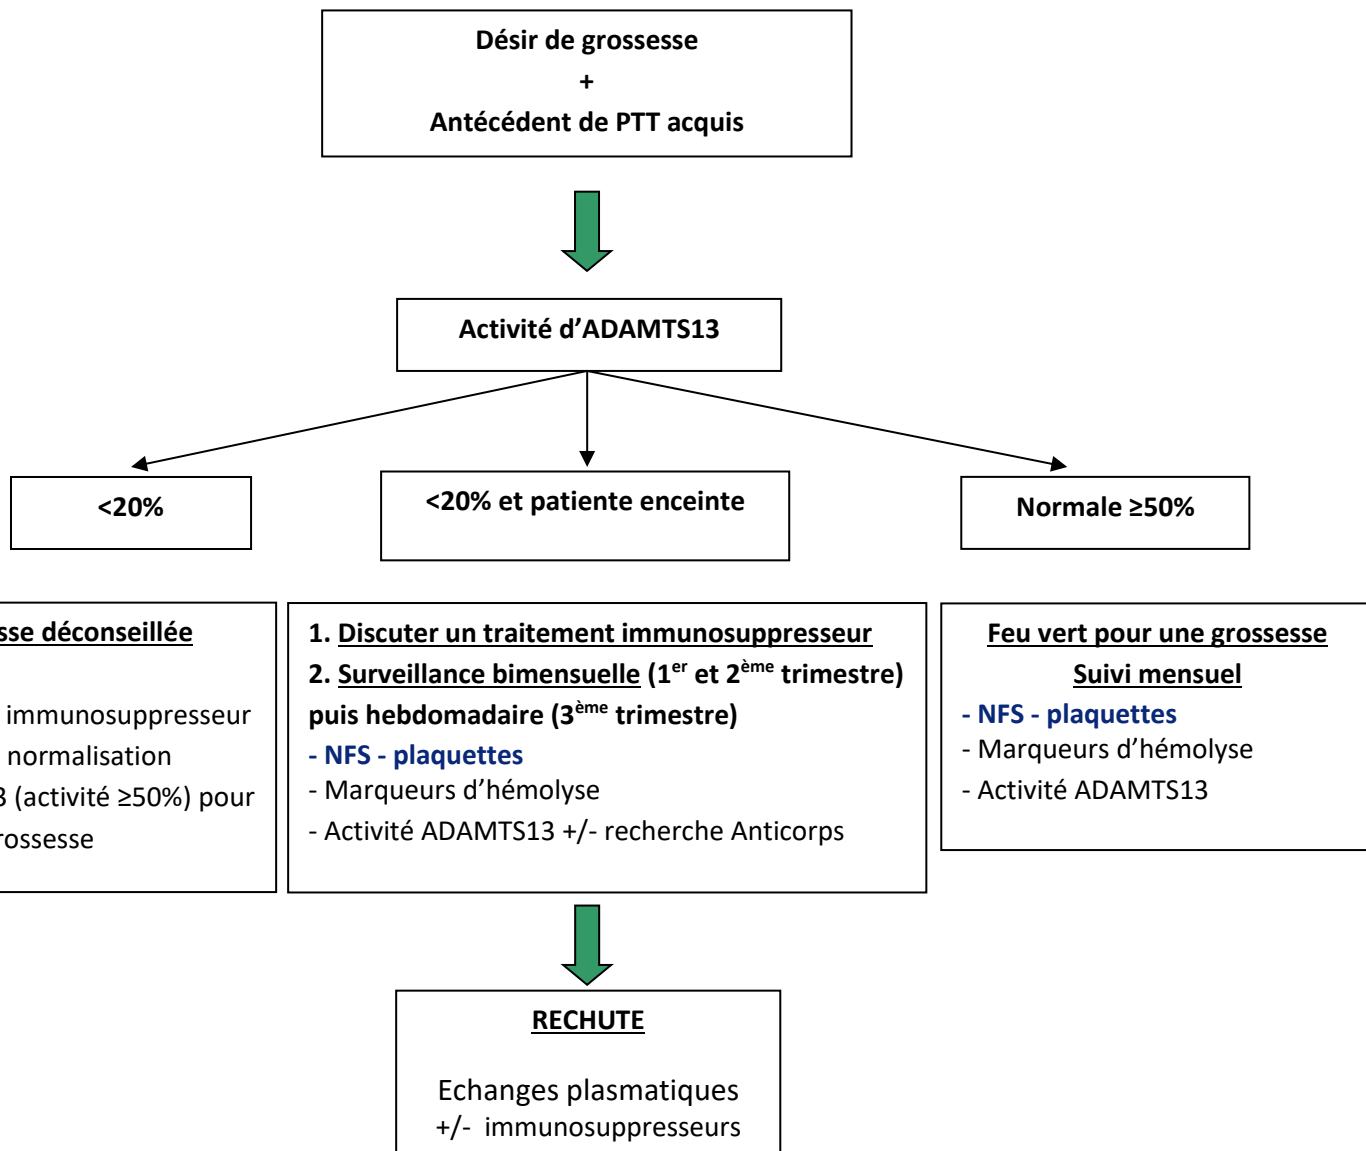 Désir de grossesse
+
Antécédent de PTT acquis
Activité d’ADAMTS13
<20%
<20% et patiente enceinte
Normale ≥50%
déconseillée
immunosuppresseur
normalisation
(activité ≥50%) pour
1. Discuter un traitement immunosuppresseur
2. Surveillance bimensuelle (1er et 2ème trimestre)
puis hebdomadaire (3ème trimestre)
- NFS - plaquettes
- Marqueurs d’hémolyse
- Activité ADAMTS13 +/- recherche Anticorps
Feu vert pour une grossesse
Suivi mensuel
- NFS - plaquettes
- Marqueurs d’hémolyse
- Activité ADAMTS13
RECHUTE
Echanges plasmatiques
+/- immunosuppresseurs